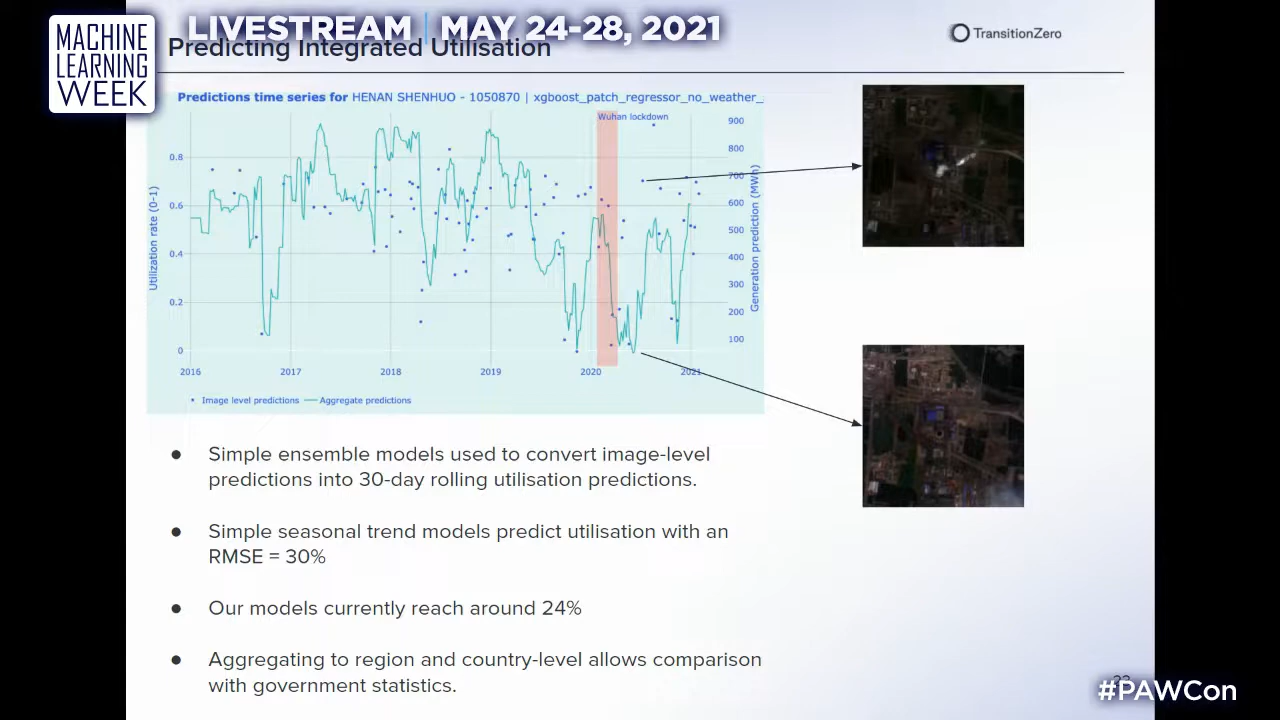 MACHINE
LEARNING
WEEK
LIVESTREAM | MAY 24-28, 2021
Predicting Integrated Utilisation
TransitionZero
Predictions time series for HENAN SHENHUO - 1050870 | xgboost_patch_regressor_no_weather_
Wuhan lockdown
Utilization rate (0-1)
0.8
0.6
0.4
0.2
0
900
800
700
600
500
400
300
200
100
Generation prediction (MWh)
2016 2017 2018 2019 2020 2021
Image level predictions Aggregate predictions
● Simple ensemble models used to convert image-level
predictions into 30-day rolling utilisation predictions.
● Simple seasonal trend models predict utilisation with an
RMSE = 30%
● Our models currently reach around 24%
● Aggregating to region and country-level allows comparison
with government statistics.
#PAWCon